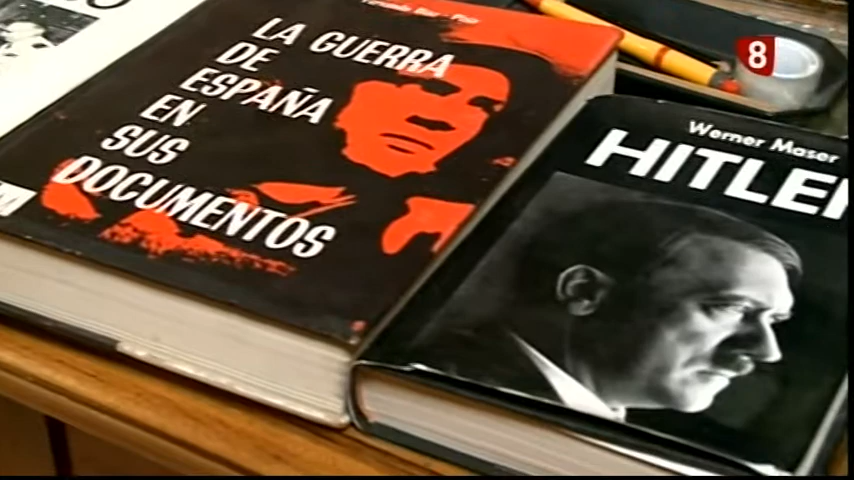 LA GUERRA
DE
ESPAÑA
EN
SUS
DOCUMENTOS
Werner Maser
HITLER
8